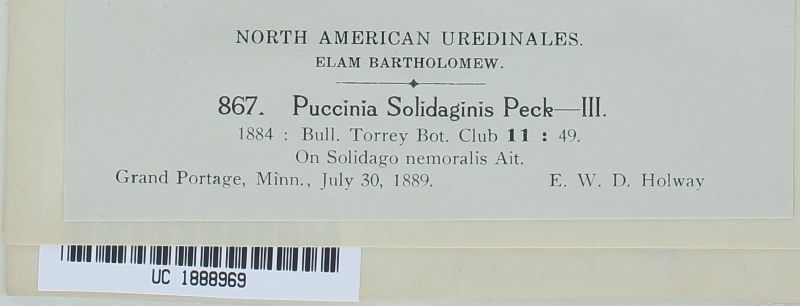 NORTH AMERICAN UREDINALES.
ELAM BARTHOLOMEW.
867. Puccinia Solidaginis Peck—III.
1884 : Bull. Torrey Bot. Club 11 : 49.
On Solidago nemoralis Ait.
Grand Portage, Minn., July 30, 1889. E. W. D. Holway
UC 1888969